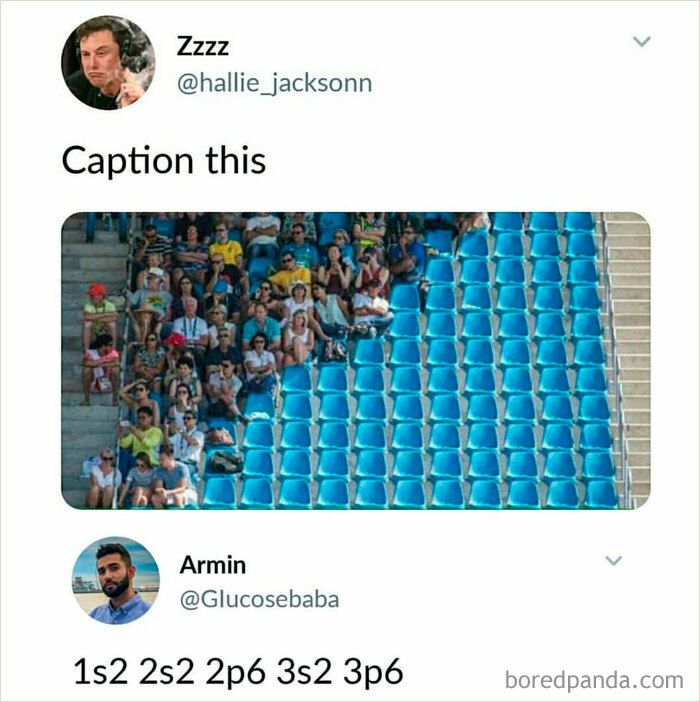 Zzzz
@hallie_jacksonn
Caption this
Armin
@Glucosebaba
1s2 2s2 2p6 3s2 3p6
boredpanda.com